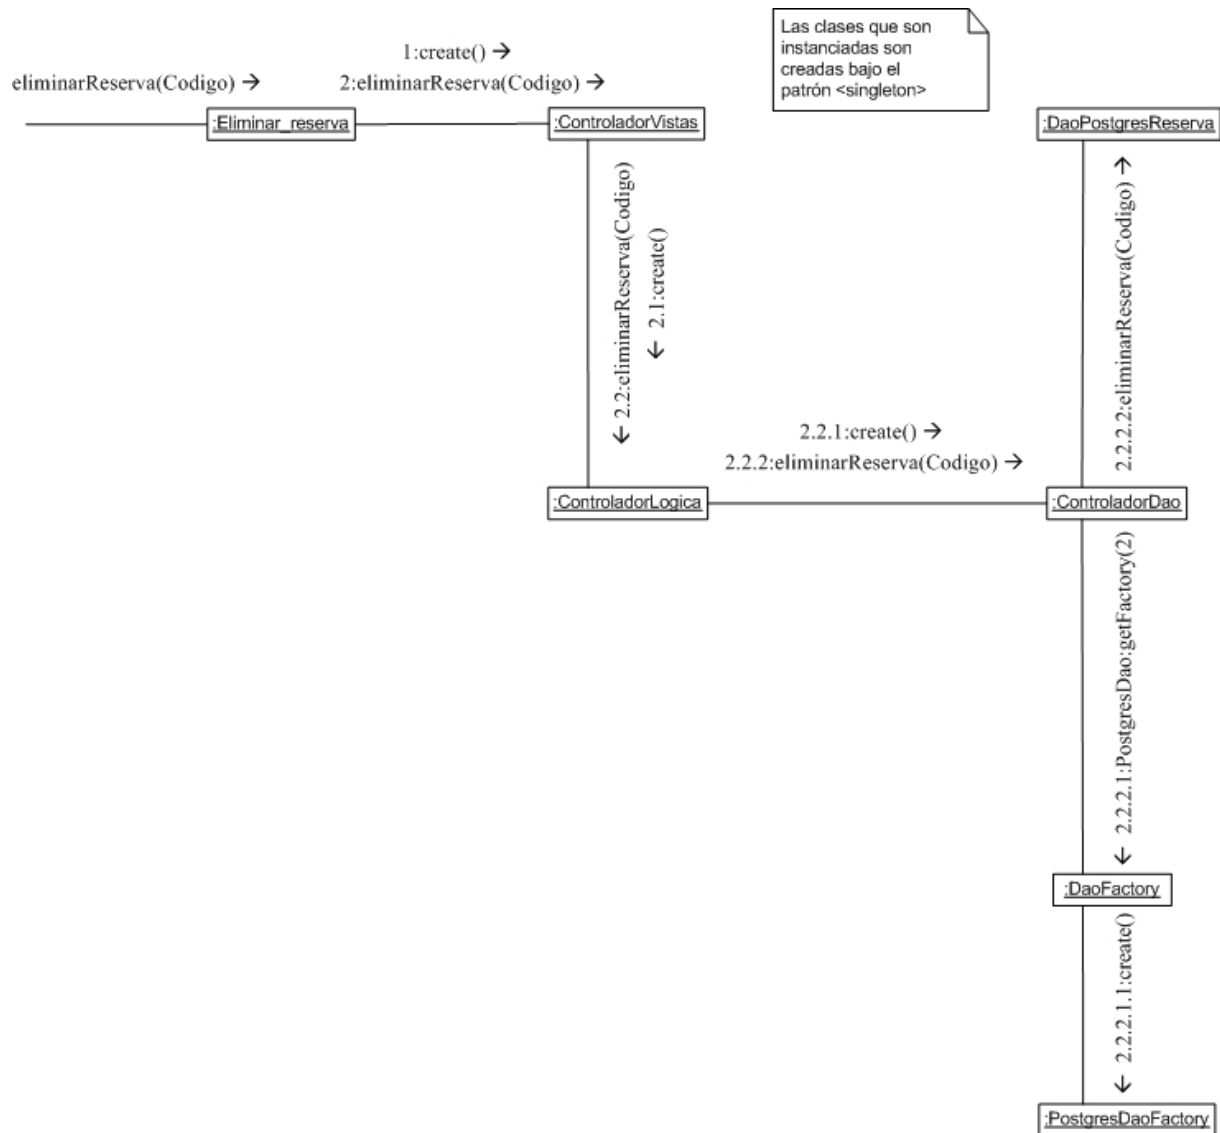 Las clases que son
instanciadas son
creadas bajo el
patrón <singleton>
1:create() →
eliminarReserva(Codigo) →
2:eliminarReserva(Codigo) →
:Eliminar_reserva
:ControladorVistas
:DaoPostgresReserva
2.2:eliminarReserva(Codigo)
2.1:create()
2.2.2.2:eliminarReserva(Codigo) →
2.2.1:create() →
2.2.2:eliminarReserva(Codigo) →
:ControladorLogica
:ControladorDao
2.2.2.1:PostgresDao:getFactory(2)
:DaoFactory
2.2.2.1.1:create()
:PostgresDaoFactory